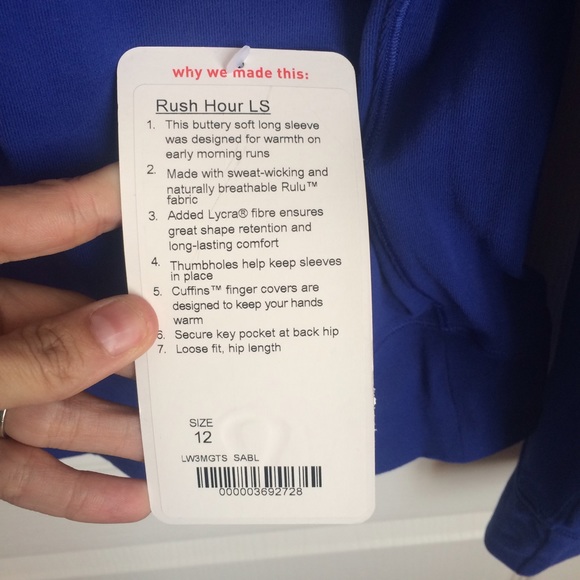 why we made this:
Rush Hour LS
1. This buttery soft long sleeve
was designed for warmth on
early morning runs
2. Made with sweat-wicking and
naturally breathable Rulu™
fabric
3. Added Lycra® fibre ensures
great shape retention and
long-lasting comfort
4. Thumbholes help keep sleeves
in place
5. Cuffins™ finger covers are
designed to keep your hands
warm
6. Secure key pocket at back hip
7. Loose fit, hip length
SIZE
12
LW3MGTS SABL
000003692728